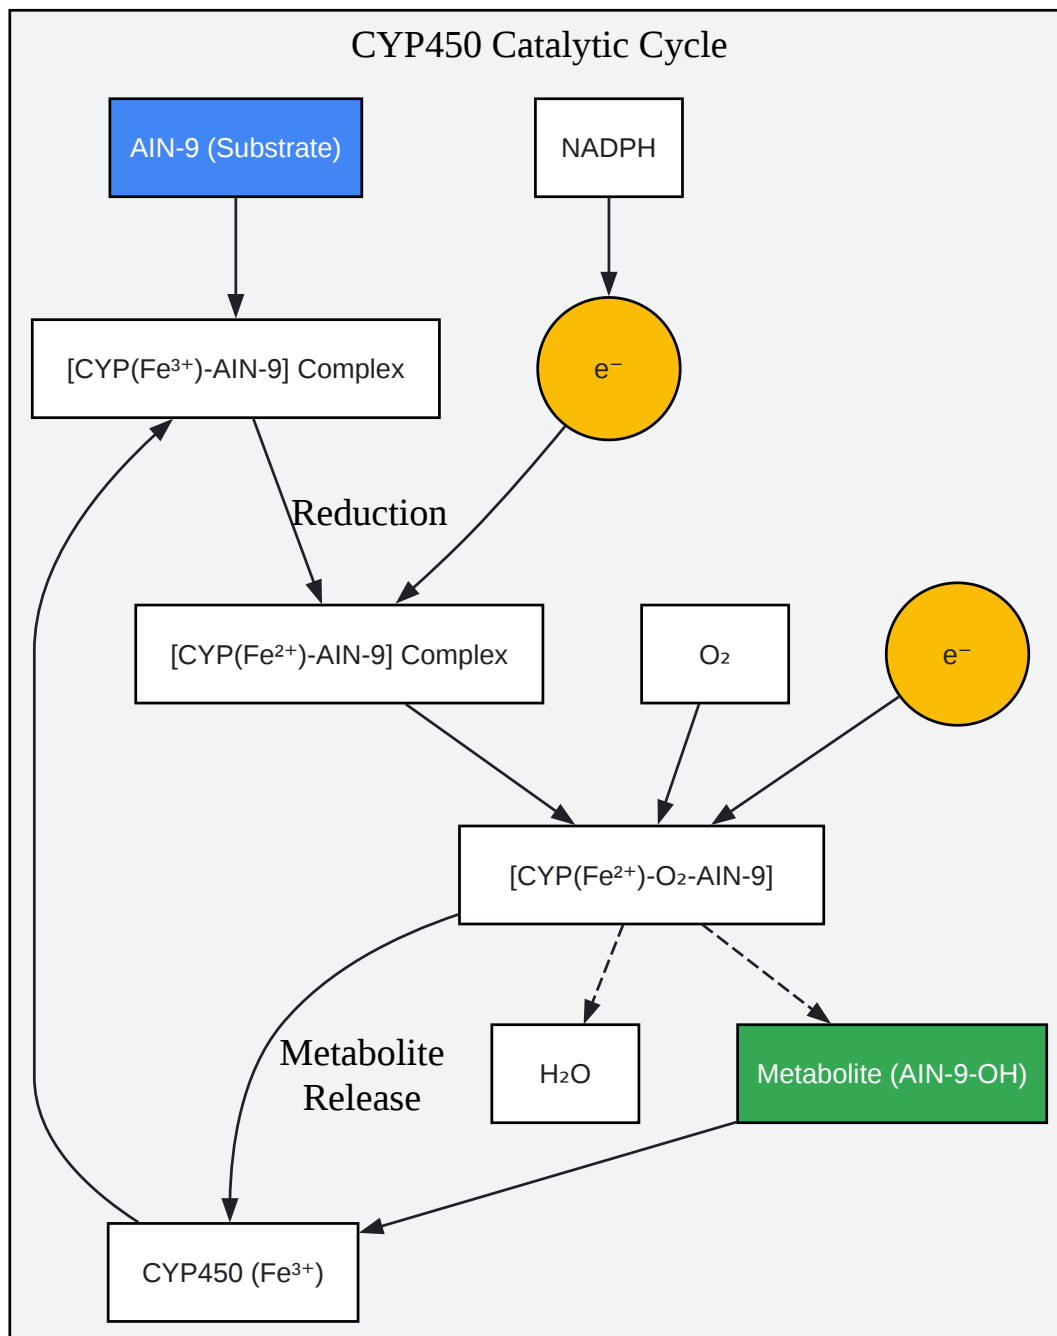 CYP450 Catalytic Cycle
AIN-9 (Substrate)
NADPH
[CYP(Fe³⁺)-AIN-9] Complex
e⁻
Reduction
[CYP(Fe²⁺)-AIN-9] Complex
O₂
e⁻
[CYP(Fe²⁺)-O₂-AIN-9]
Metabolite
Release
H₂O
Metabolite (AIN-9-OH)
CYP450 (Fe³⁺)